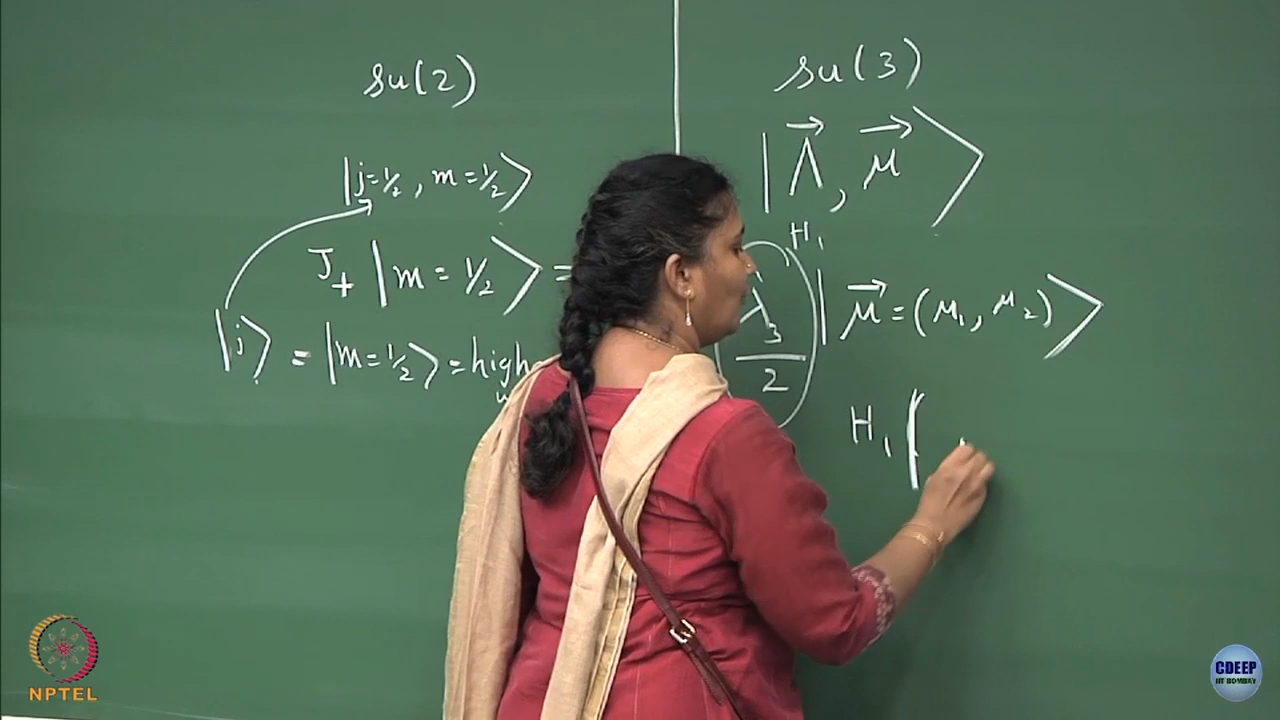 su(2)
|j=1/2, m=1/2⟩
J₊ |m = 1/2⟩ =
|j⟩ = |m=1/2⟩ = high
su(3)
|Λ⃗, μ⃗⟩
H₁
λ₃/2 |μ⃗ = (μ₁, μ₂)⟩
H₁ |
NPTEL
CDEEP
IIT BOMBAY